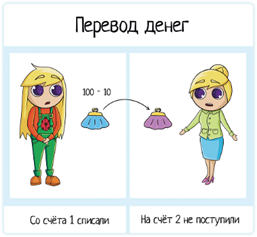 Перевод денег
100 - 10
Со счёта 1 списали
На счёт 2 не поступили